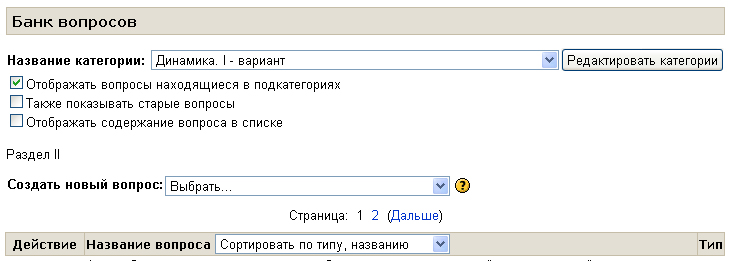 Банк вопросов
Название категории: Динамика. I - вариант Редактировать категории
Отображать вопросы находящиеся в подкатегориях
Также показывать старые вопросы
Отображать содержание вопроса в списке
Раздел II
Создать новый вопрос: Выбрать... ?
Страница: 1 2 (Дальше)
Действие Название вопроса Сортировать по типу, названию Тип